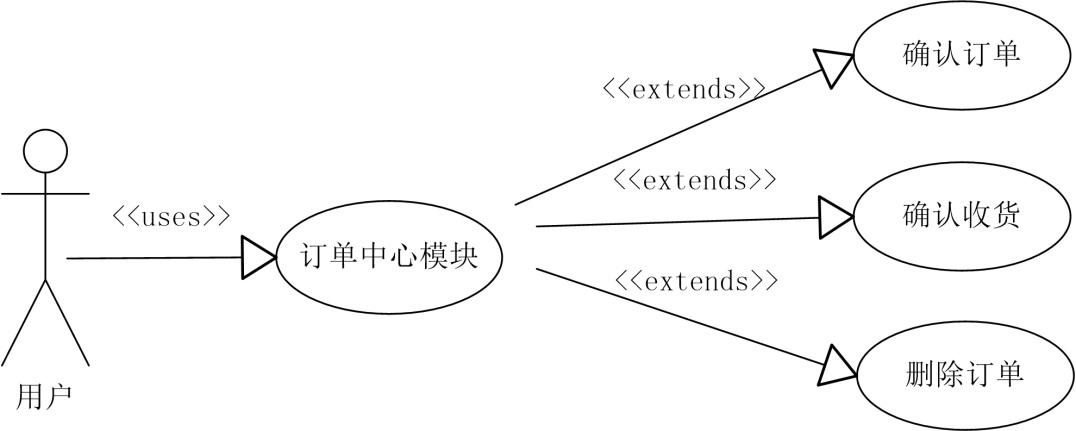 确认订单
<<extends>>
<<extends>>
确认收货
<<uses>>
订单中心模块
<<extends>>
删除订单
用户